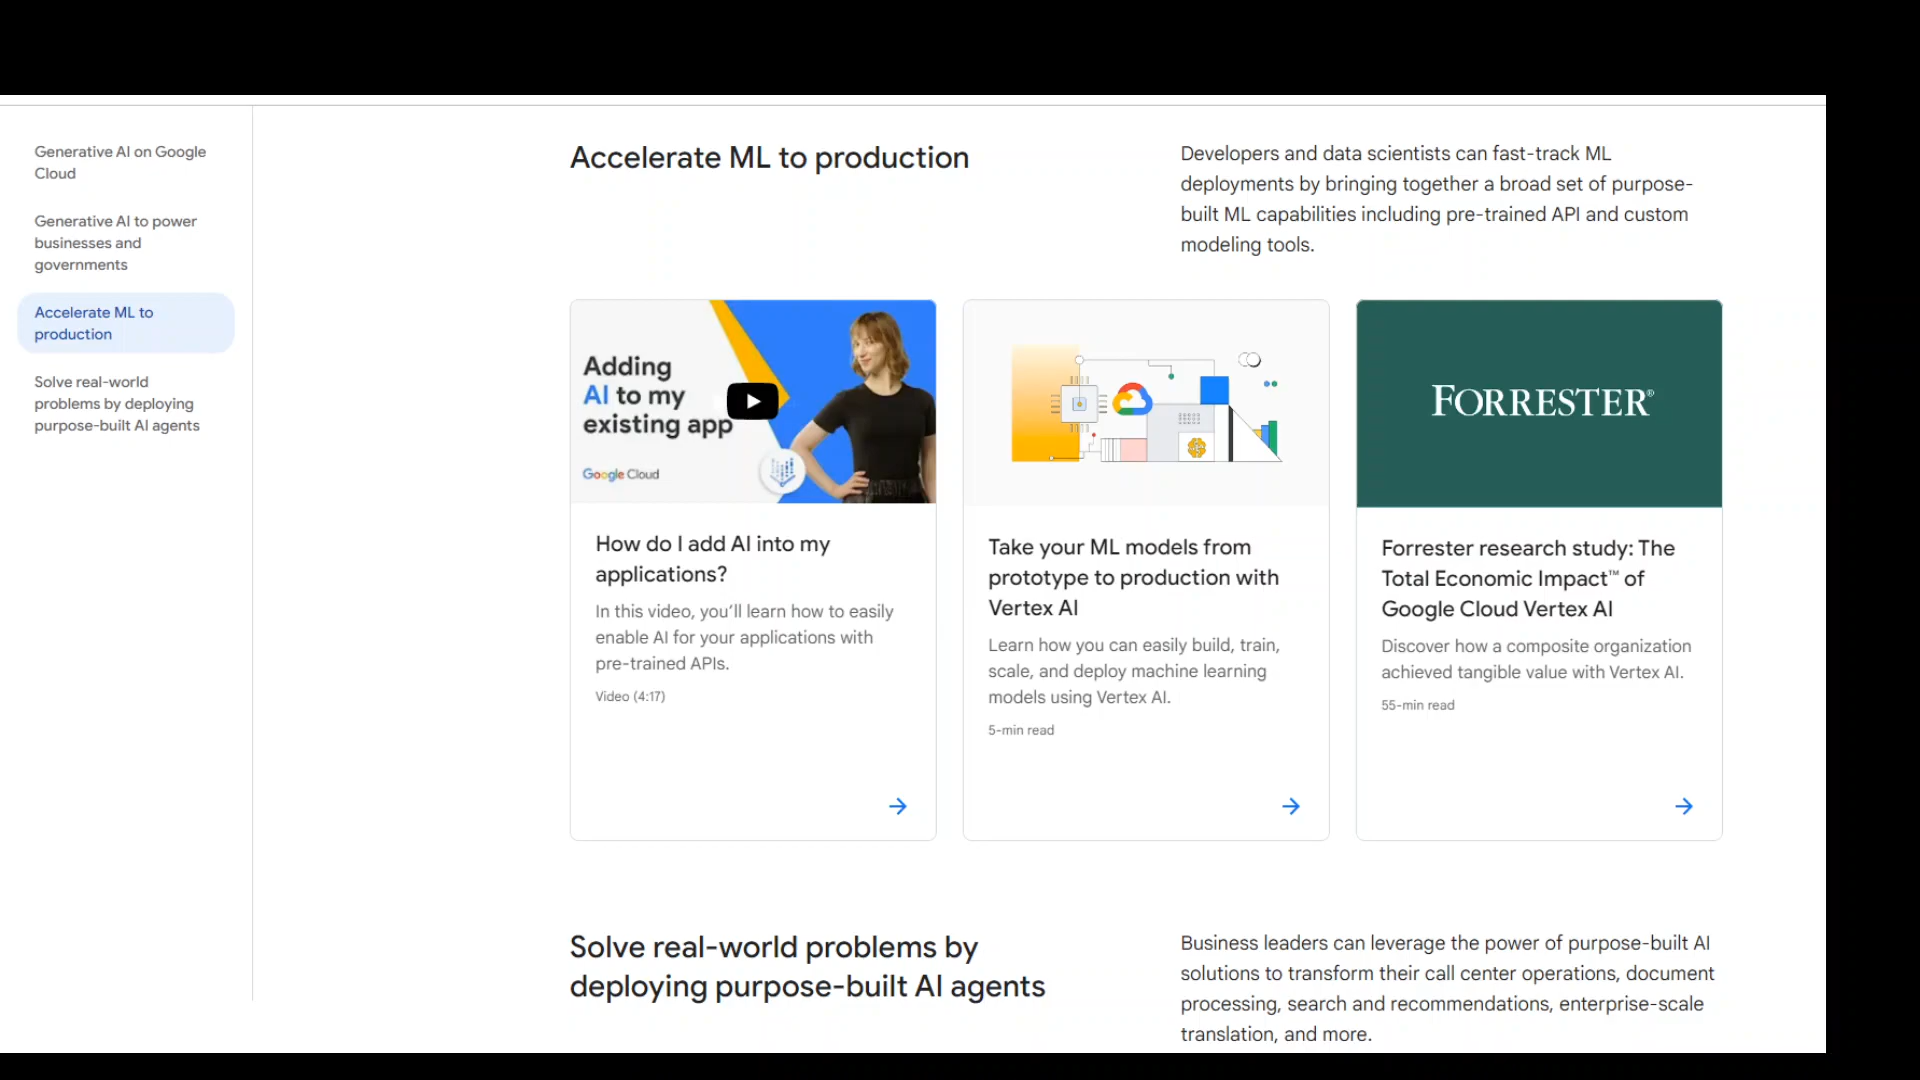 Generative AI on Google
Cloud
Generative AI to power
businesses and
governments
Accelerate ML to
production
Solve real-world
problems by deploying
purpose-built AI agents
Accelerate ML to production
Developers and data scientists can fast-track ML
deployments by bringing together a broad set of purpose-
built ML capabilities including pre-trained API and custom
modeling tools.
Adding
AI to my
existing app
Google Cloud
How do I add AI into my
applications?
In this video, you’ll learn how to easily
enable AI for your applications with
pre-trained APIs.
Video (4:17)
Take your ML models from
prototype to production with
Vertex AI
Learn how you can easily build, train,
scale, and deploy machine learning
models using Vertex AI.
5-min read
FORRESTER®
Forrester research study: The
Total Economic Impact™ of
Google Cloud Vertex AI
Discover how a composite organization
achieved tangible value with Vertex AI.
55-min read
Solve real-world problems by
deploying purpose-built AI agents
Business leaders can leverage the power of purpose-built AI
solutions to transform their call center operations, document
processing, search and recommendations, enterprise-scale
translation, and more.